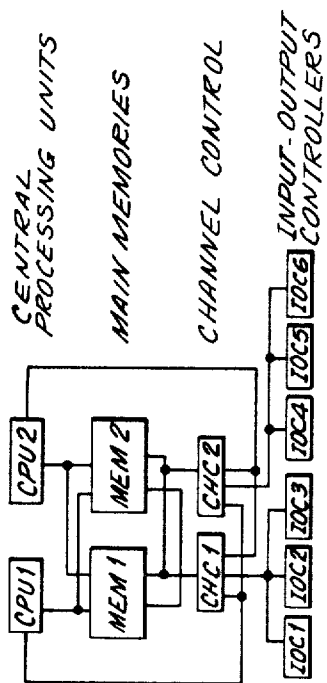 CPU1
CPU2
CENTRAL
PROCESSING UNITS
MEM 1
MEM 2
MAIN MEMORIES
CHC1
CHC2
CHANNEL CONTROL
IOC1
IOC2
IOC3
IOC4
IOC5
IOC6
INPUT-OUTPUT
CONTROLLERS